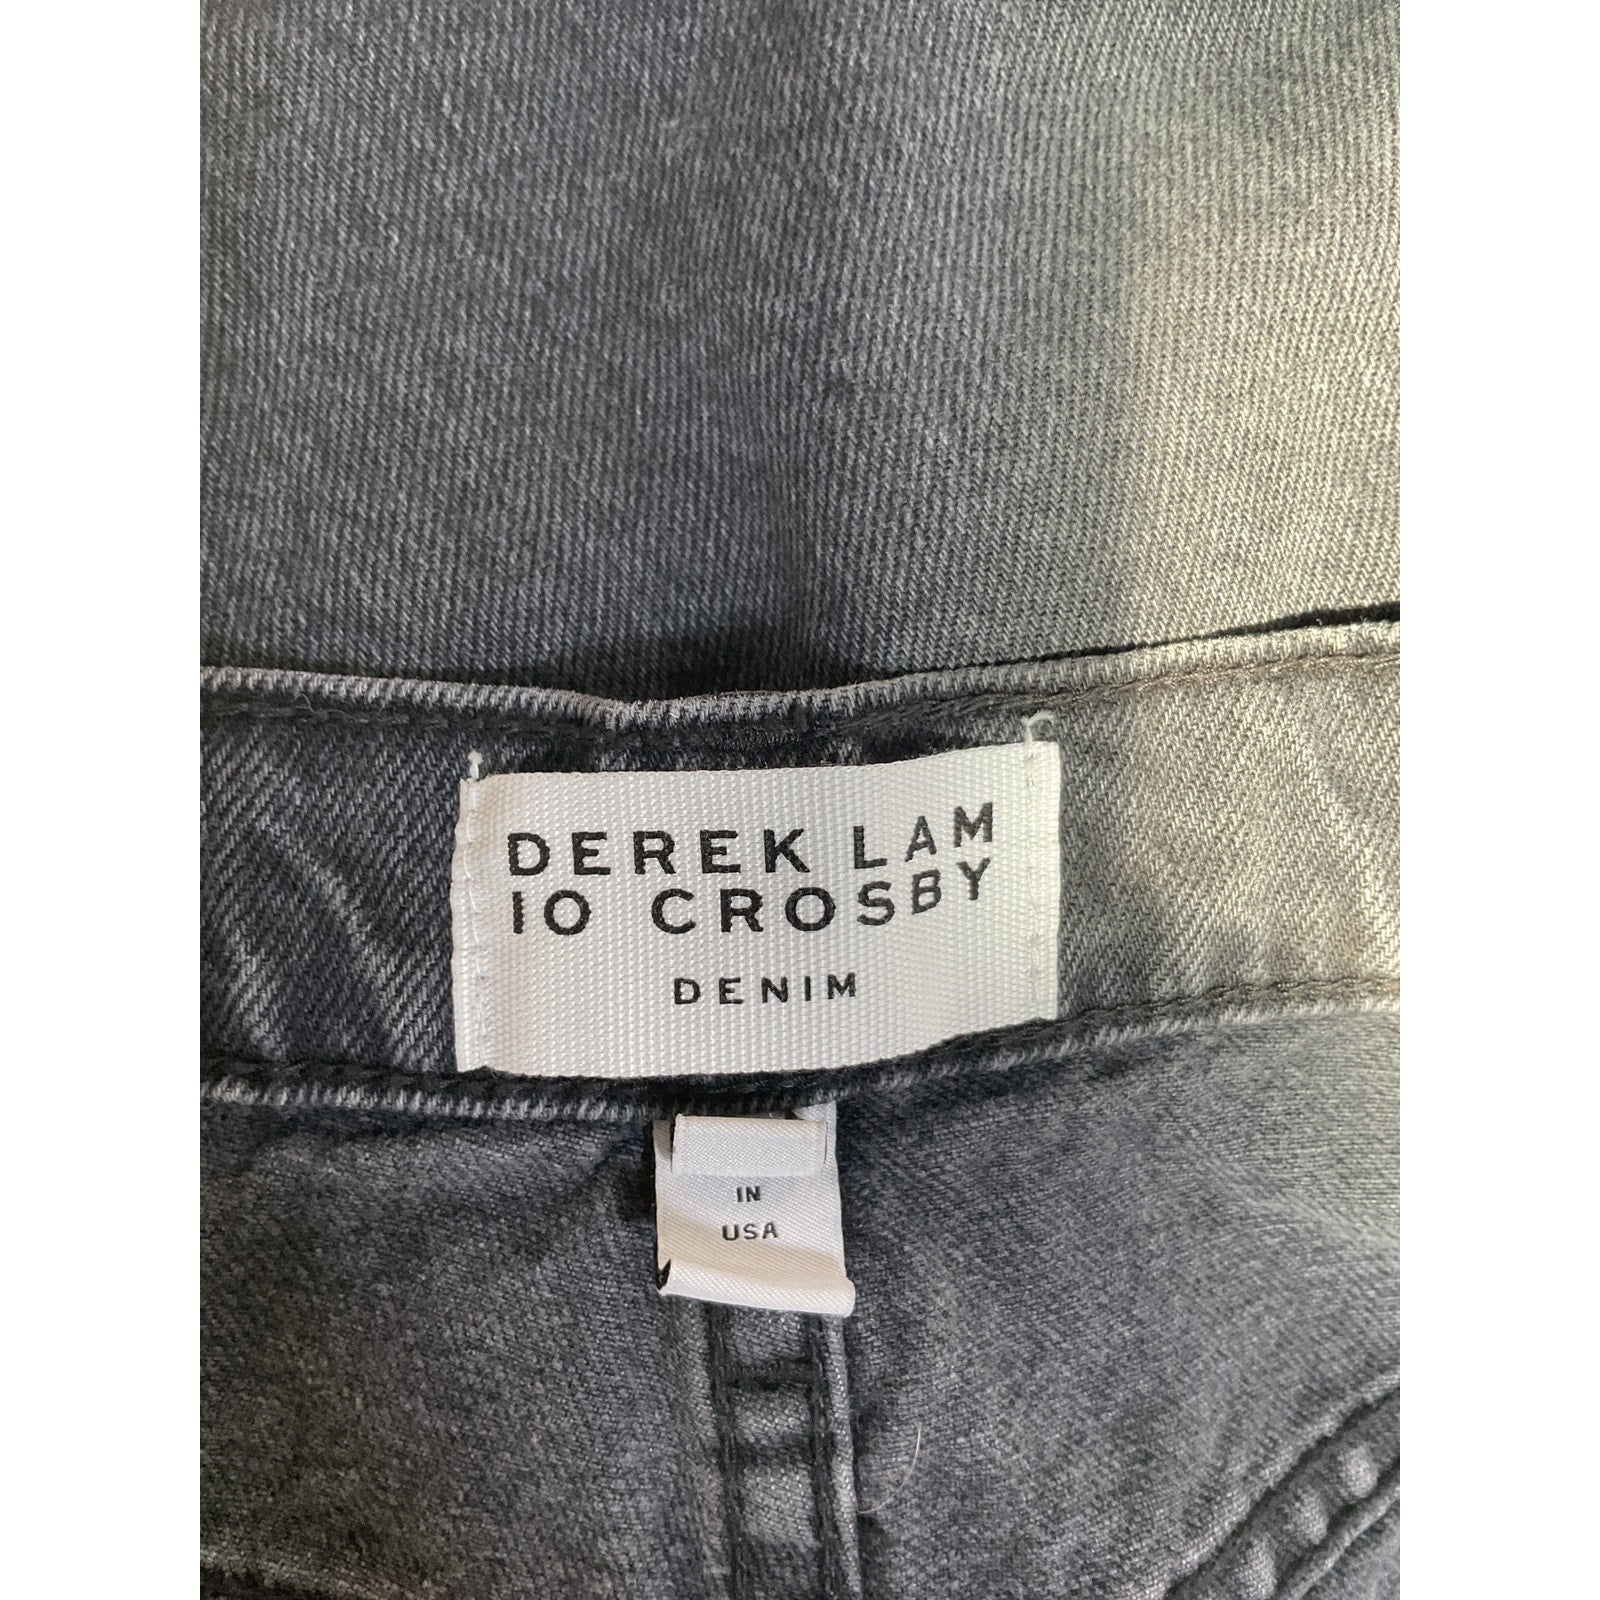 DEREK LAM
10 CROSBY
DENIM
IN
USA